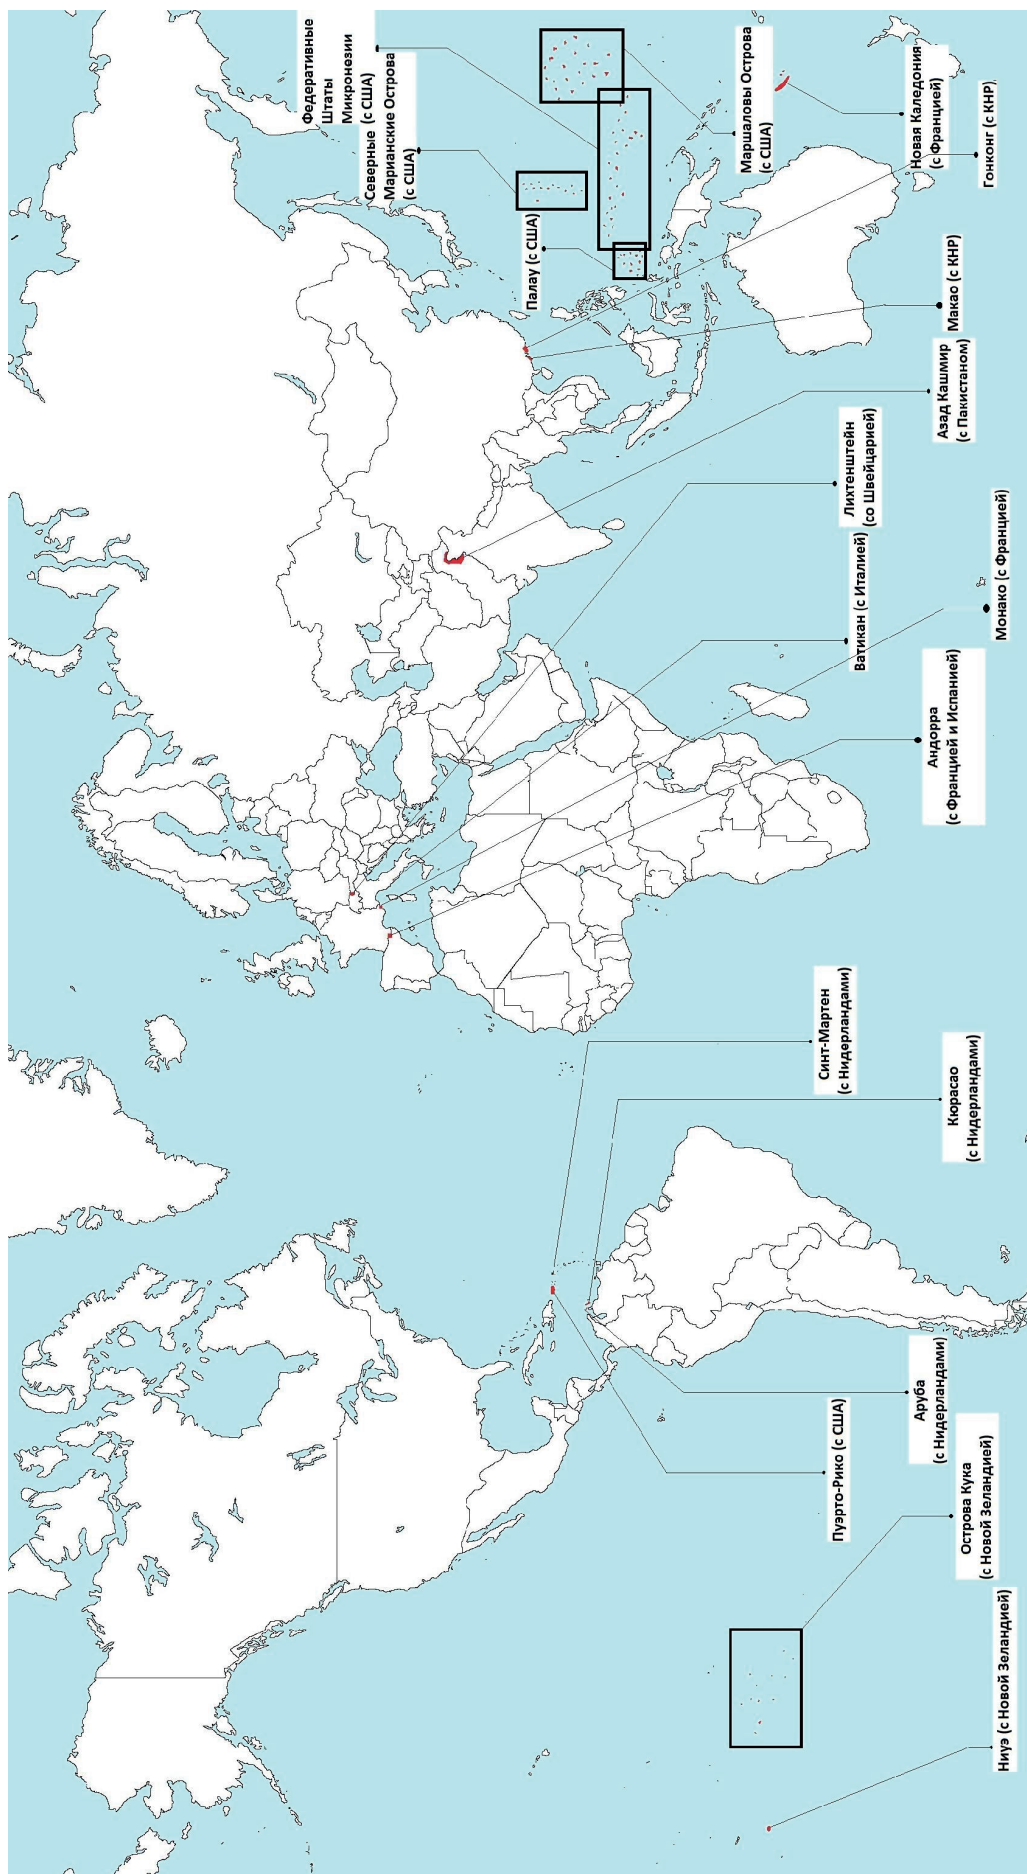 Федеративные
Штаты
Микронезии
(с США)
Северные
Марианские Острова
(с США)
Палау (с США)
Маршаловы Острова
(с США)
Новая Каледония
(с Францией)
Гонконг (с КНР)
Макао (с КНР)
Азад Кашмир
(с Пакистаном)
Лихтенштейн
(со Швейцарией)
Ватикан (с Италией)
Монако (с Францией)
Андорра
(с Францией и Испанией)
Синт-Мартен
(с Нидерландами)
Кюрасао
(с Нидерландами)
Аруба
(с Нидерландами)
Пуэрто-Рико (с США)
Острова Кука
(с Новой Зеландией)
Ниуэ (с Новой Зеландией)